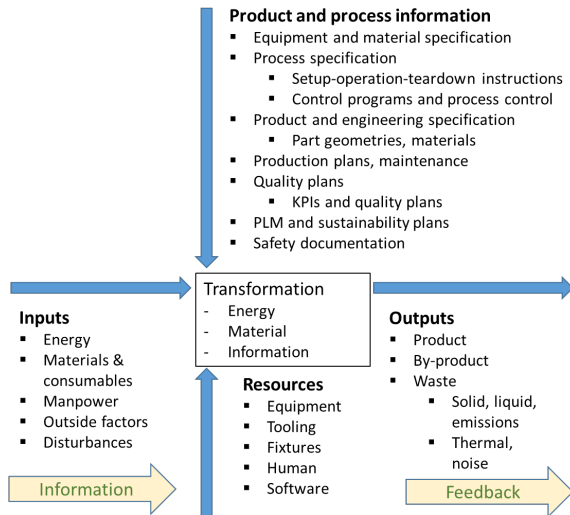 Product and process information
▪ Equipment and material specification
▪ Process specification
▪ Setup-operation-teardown instructions
▪ Control programs and process control
▪ Product and engineering specification
▪ Part geometries, materials
▪ Production plans, maintenance
▪ Quality plans
▪ KPIs and quality plans
▪ PLM and sustainability plans
▪ Safety documentation
Transformation
- Energy
- Material
- Information
Inputs
▪ Energy
▪ Materials &
consumables
▪ Manpower
▪ Outside factors
▪ Disturbances
Information
Resources
▪ Equipment
▪ Tooling
▪ Fixtures
▪ Human
▪ Software
Outputs
▪ Product
▪ By-product
▪ Waste
▪ Solid, liquid,
emissions
▪ Thermal,
noise
Feedback